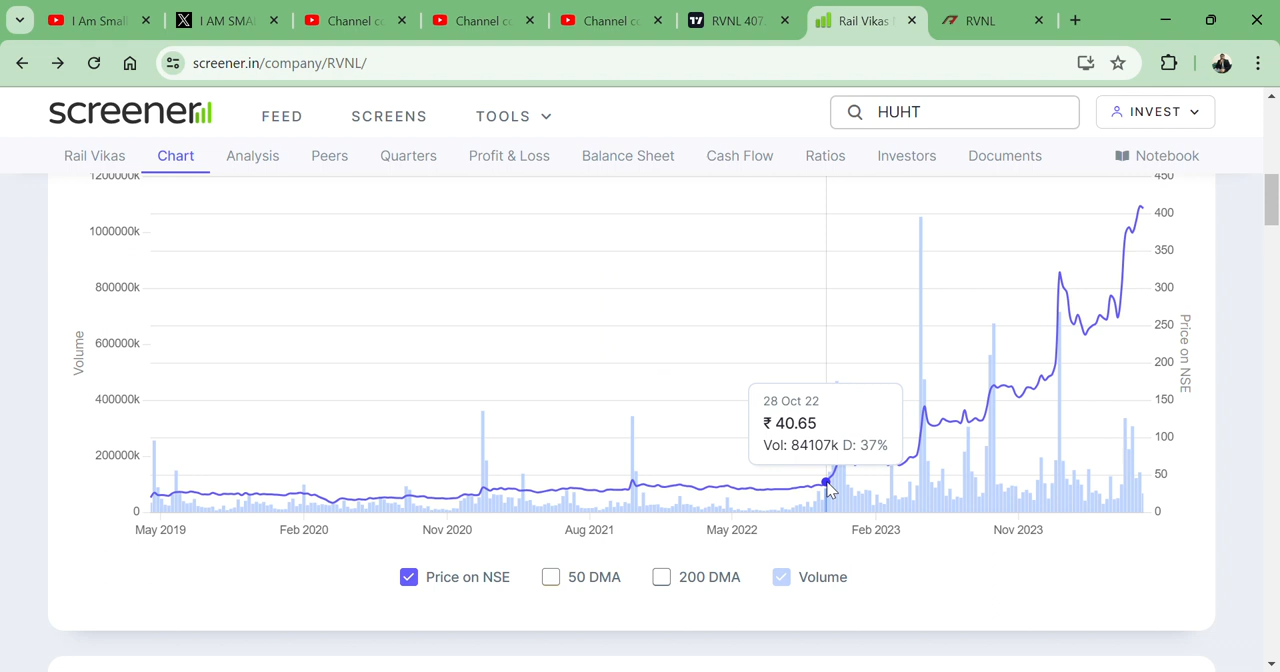 I Am Small
I AM SMA
Channel co
Channel co
Channel co
RVNL 407.
Rail Vikas
RVNL
screener.in/company/RVNL/
screener
FEED
SCREENS
TOOLS
HUHT
INVEST
Rail Vikas
Chart
Analysis
Peers
Quarters
Profit & Loss
Balance Sheet
Cash Flow
Ratios
Investors
Documents
Notebook
1200000k
1000000k
800000k
600000k
400000k
200000k
0
Volume
450
400
350
300
250
200
150
100
50
0
Price on NSE
28 Oct 22
₹ 40.65
Vol: 84107k D: 37%
May 2019
Feb 2020
Nov 2020
Aug 2021
May 2022
Feb 2023
Nov 2023
Price on NSE
50 DMA
200 DMA
Volume